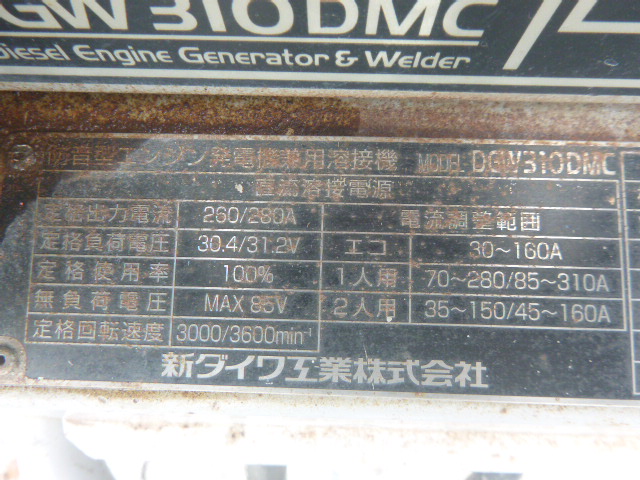 GW310DMC
Diesel Engine Generator & Welder
防音型エンジン発電機兼用溶接機 MODEL DGW310DMC
直流溶接電源
定格出力電流 260/280A 電流調整範囲
定格負荷電圧 30.4/31.2V エコ 30～160A
定格使用率 100% 1人用 70～280/85～310A
無負荷電圧 MAX 85V 2人用 35～150/45～160A
定格回転速度 3000/3600min⁻¹
新ダイワ工業株式会社